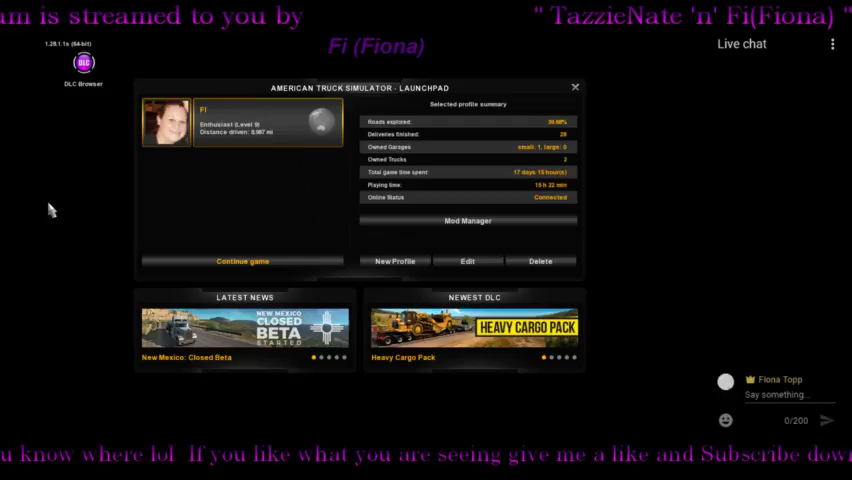 am is streamed to you by
" TazzieNate 'n' Fi(Fiona) "
Fi (Fiona)
Live chat
1.28.1.1s (64-bit)
DLC
DLC Browser
AMERICAN TRUCK SIMULATOR - LAUNCHPAD
FI
Enthusiast (Level 9)
Distance driven: 8,967 mi
Selected profile summary
Roads explored: 39.68%
Deliveries finished: 28
Owned Garages small: 1, large: 0
Owned Trucks 2
Total game time spent: 17 days 15 hour(s)
Playing time: 15 h 22 min
Online Status Connected
Mod Manager
Continue game
New Profile
Edit
Delete
LATEST NEWS
NEW MEXICO
CLOSED
BETA
STARTED
New Mexico: Closed Beta
NEWEST DLC
HEAVY CARGO PACK
Heavy Cargo Pack
Fiona Topp
Say something...
0/200
u know where lol If you like what you are seeing give me a like and Subscribe dow